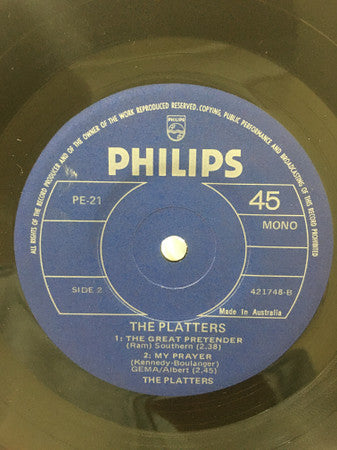 ALL RIGHTS OF THE RECORD PRODUCER AND OF THE OWNER OF THE WORK REPRODUCED RESERVED. COPYING, PUBLIC PERFORMANCE AND BROADCASTING OF THIS RECORD PROHIBITED
PHILIPS
PHILIPS
PE-21
45
MONO
SIDE 2
421748-B
Made in Australia
THE PLATTERS
1: THE GREAT PRETENDER
(Ram) Southern (2.38)
2: MY PRAYER
(Kennedy-Boulanger)
GEMA/Albert (2.45)
THE PLATTERS